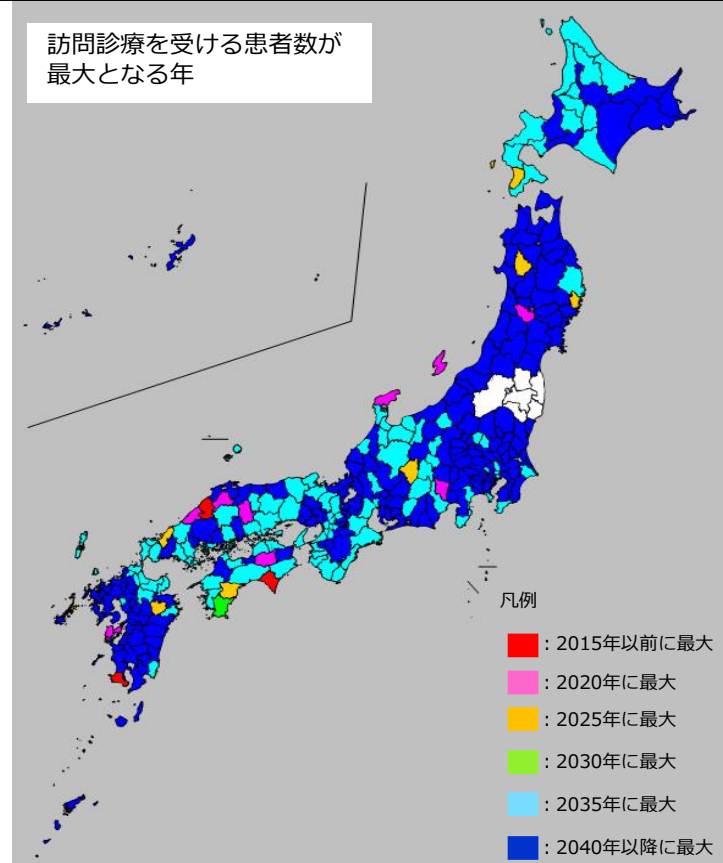 訪問診療を受ける患者数が
最大となる年
凡例
：2015年以前に最大
：2020年に最大
：2025年に最大
：2030年に最大
：2035年に最大
：2040年以降に最大